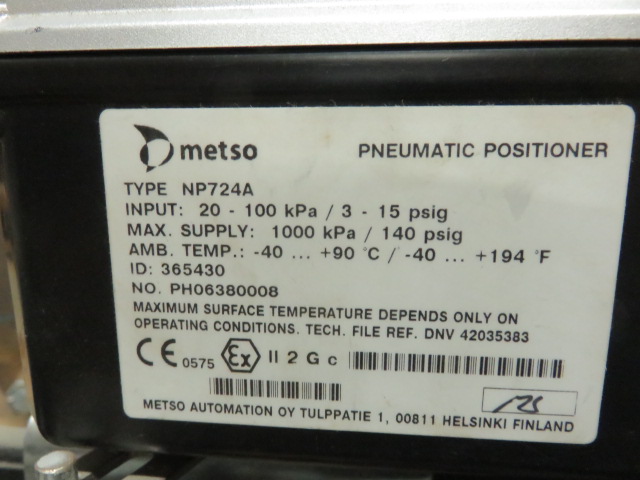 metso PNEUMATIC POSITIONER
TYPE NP724A
INPUT: 20 - 100 kPa / 3 - 15 psig
MAX. SUPPLY: 1000 kPa / 140 psig
AMB. TEMP.: -40 ... +90 °C / -40 ... +194 °F
ID: 365430
NO. PH06380008
MAXIMUM SURFACE TEMPERATURE DEPENDS ONLY ON
OPERATING CONDITIONS. TECH. FILE REF. DNV 42035383
CE 0575 Ex II 2 G c
METSO AUTOMATION OY TULPPATIE 1, 00811 HELSINKI FINLAND